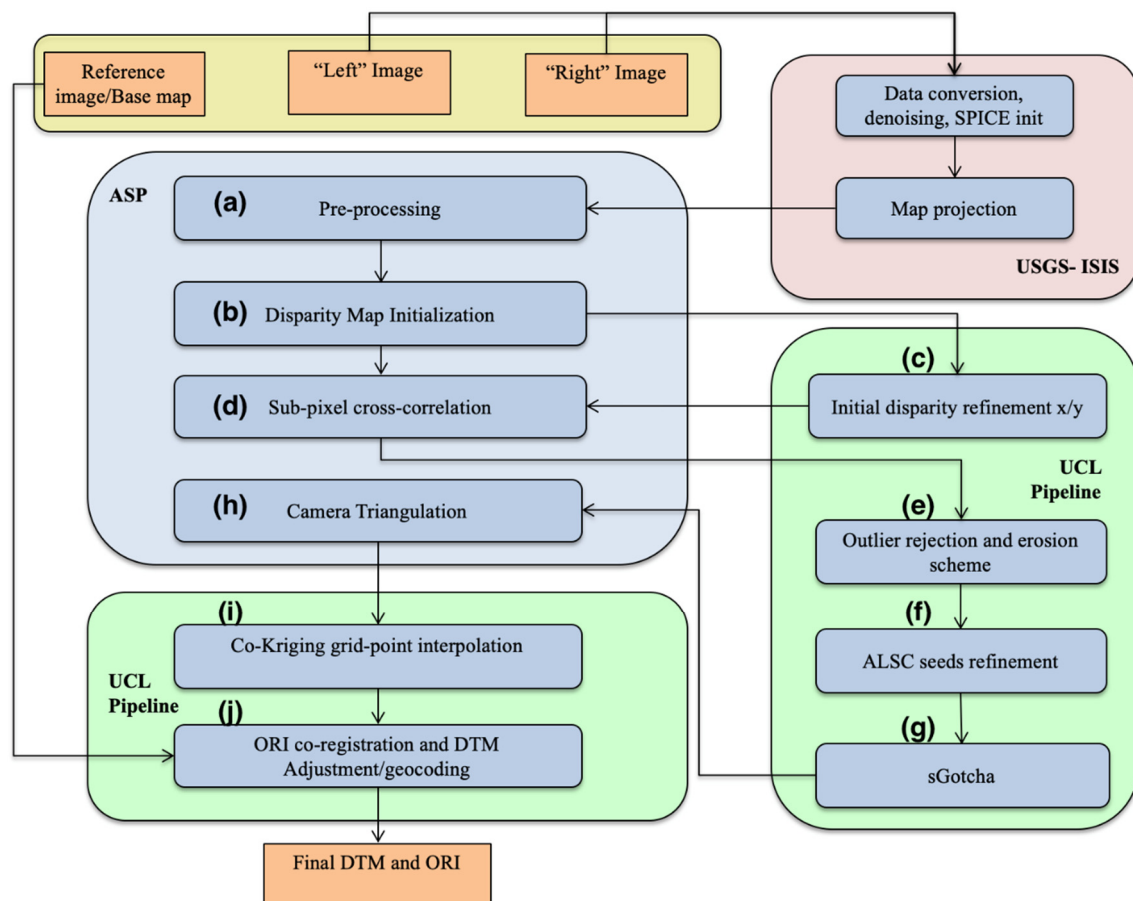 Reference
image/Base map
“Left” Image
“Right” Image
Data conversion,
denoising, SPICE init
Map projection
USGS- ISIS
ASP
(a)
Pre-processing
(b)
Disparity Map Initialization
(c)
Initial disparity refinement x/y
(d)
Sub-pixel cross-correlation
UCL
Pipeline
(e)
Outlier rejection and erosion
scheme
(f)
ALSC seeds refinement
(g)
sGotcha
(h)
Camera Triangulation
(i)
Co-Kriging grid-point interpolation
UCL
Pipeline
(j)
ORI co-registration and DTM
Adjustment/geocoding
Final DTM and ORI